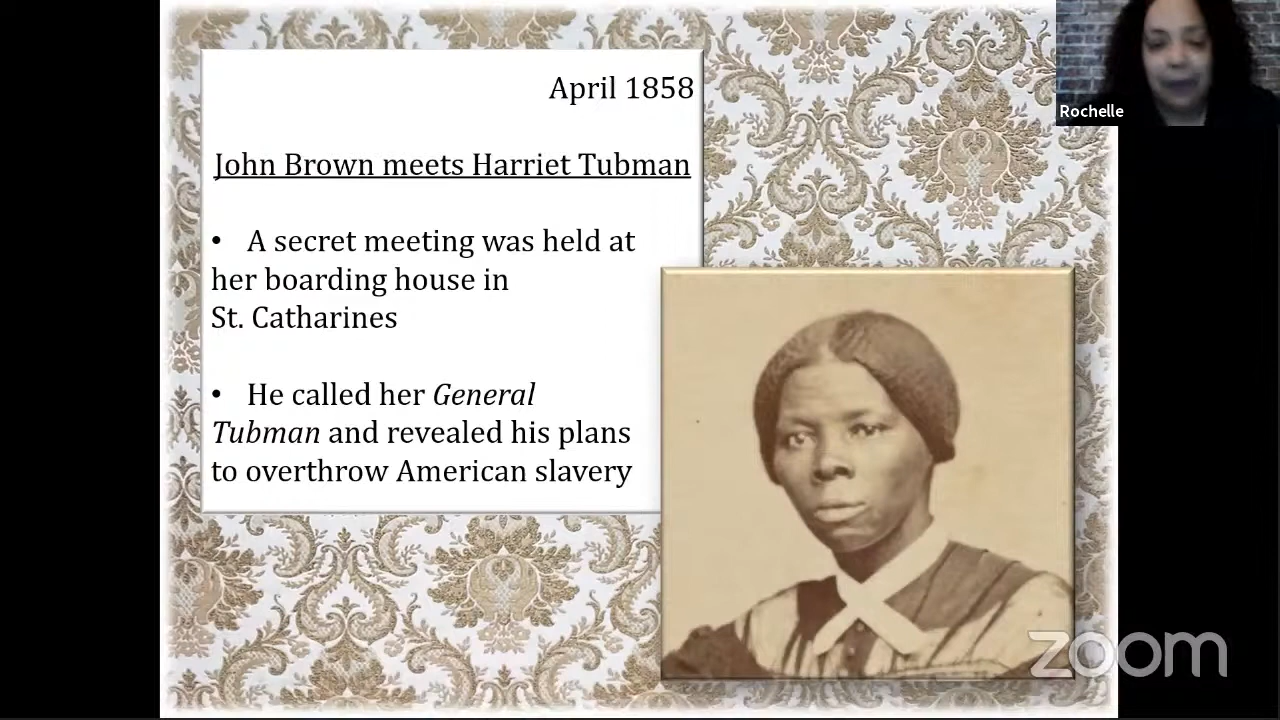 April 1858
John Brown meets Harriet Tubman
• A secret meeting was held at
her boarding house in
St. Catharines
• He called her General
Tubman and revealed his plans
to overthrow American slavery
Rochelle
zoom